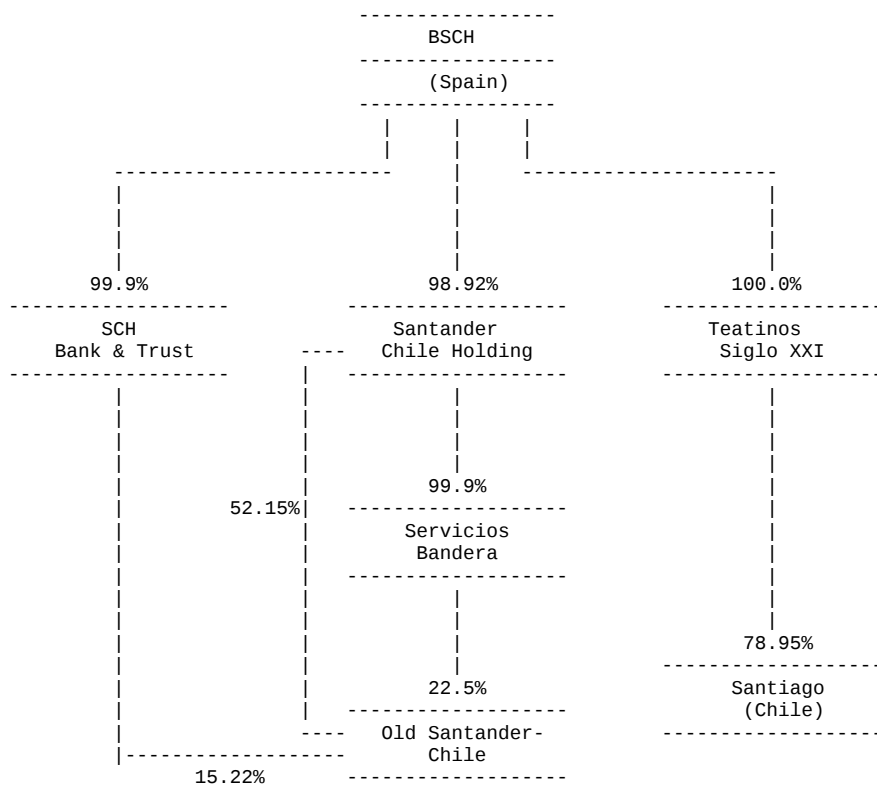 BSCH
(Spain)
99.9% 98.92% 100.0%
SCH Santander Teatinos
Bank & Trust Chile Holding Siglo XXI
99.9%
52.15%
Servicios
Bandera
78.95%
22.5% Santiago
(Chile)
Old Santander-
Chile
15.22%